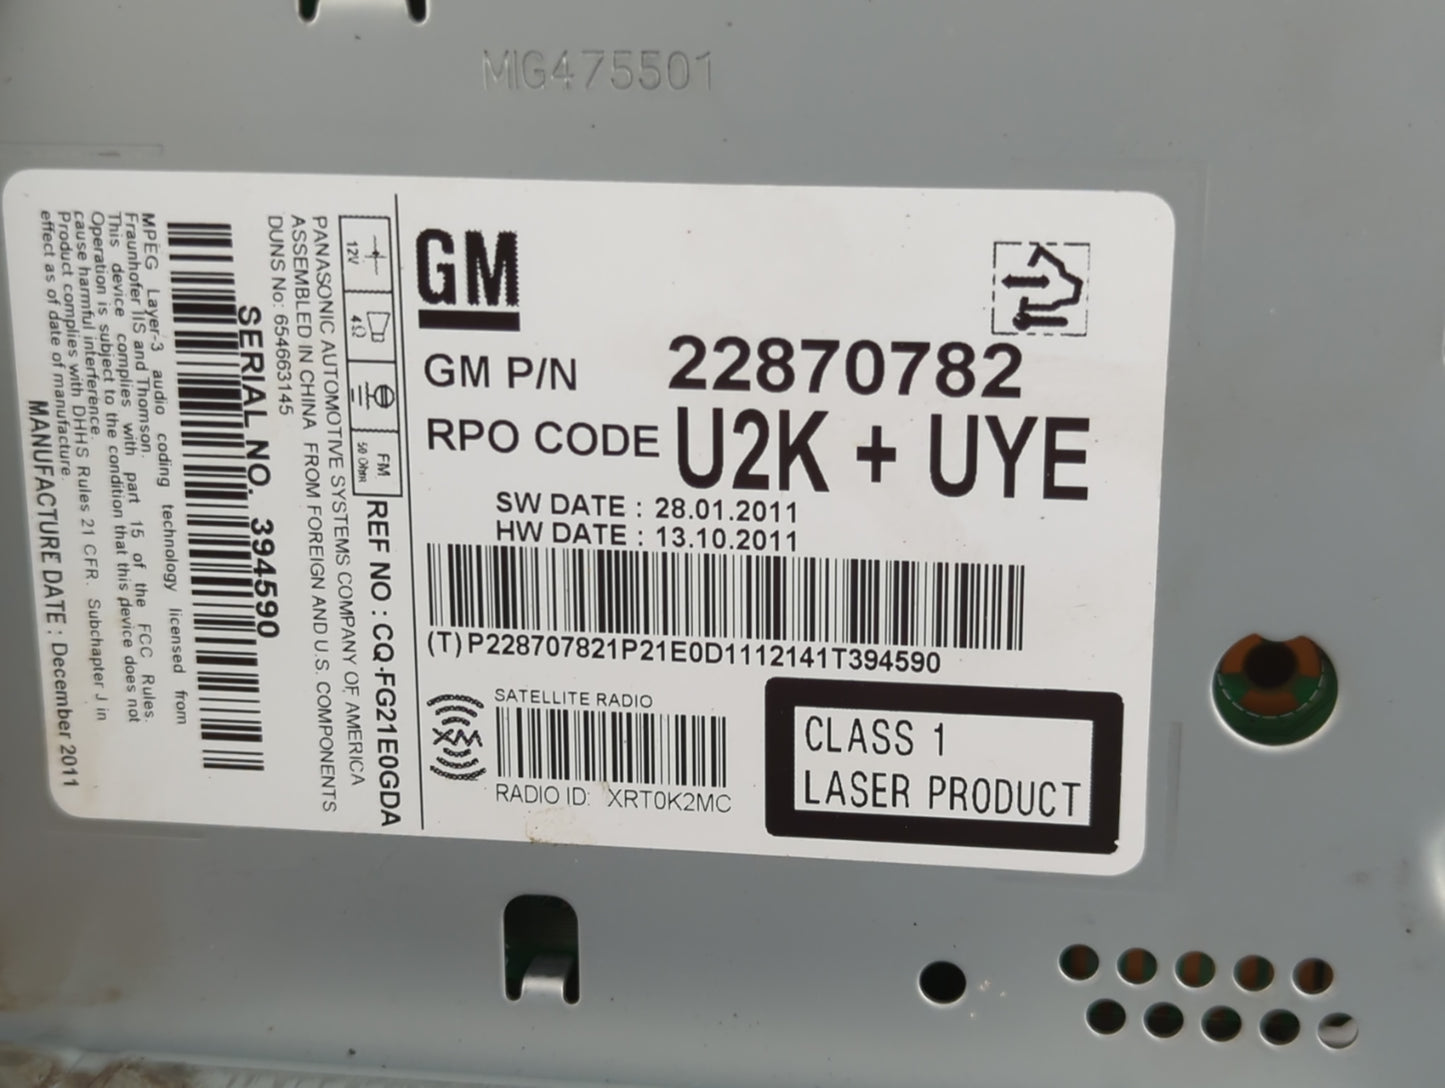 MIG475501
GM
GM P/N 22870782
RPO CODE U2K + UYE
SW DATE : 28.01.2011
HW DATE : 13.10.2011
(T)P228707821P21E0D1112141T394590
SATELLITE RADIO
XM
RADIO ID: XRT0K2MC
CLASS 1
LASER PRODUCT
12V
4Ω
FM
50 Ohm
REF NO : CQ-FG21E0GDA
PANASONIC AUTOMOTIVE SYSTEMS COMPANY OF AMERICA
ASSEMBLED IN CHINA FROM FOREIGN AND U.S. COMPONENTS
DUNS No: 654663145
SERIAL NO. 394590
MPEG Layer-3 audio coding technology licensed from
Fraunhofer IIS and Thomson.
This device complies with part 15 of the FCC Rules.
Operation is subject to the condition that this device does not
cause harmful interference.
Product complies with DHHS Rules 21 CFR. Subchapter J in
effect as of date of manufacture.
MANUFACTURE DATE : December 2011